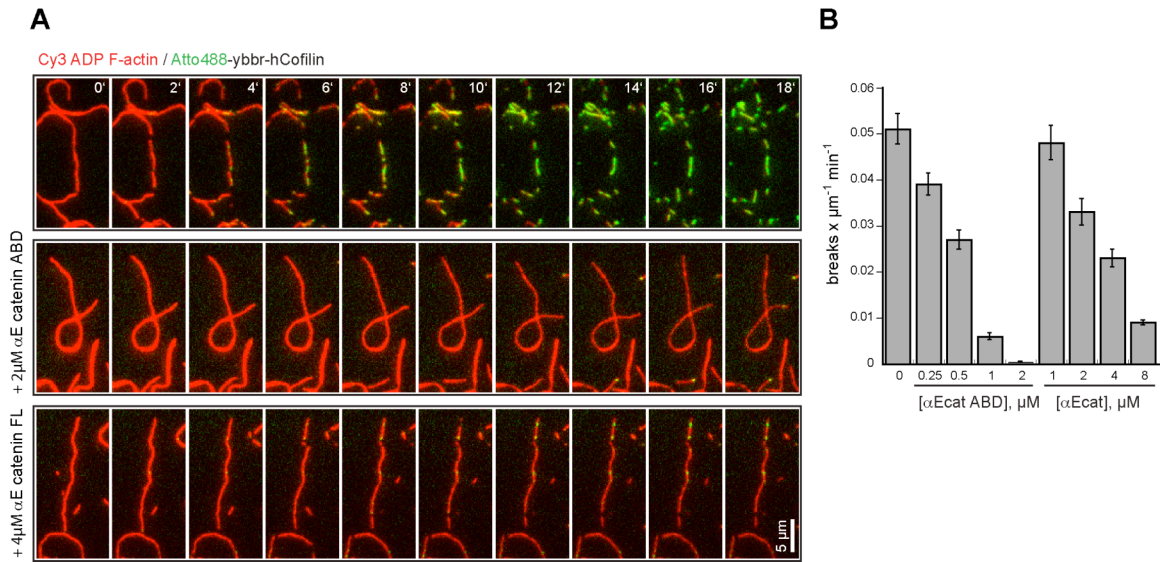 A
Cy3 ADP F-actin / Atto488-ybbr-hCofilin
0' 2' 4' 6' 8' 10' 12' 14' 16' 18'
+ 2µM αE catenin ABD
+ 4µM αE catenin FL
5 µm
B
breaks x µm⁻¹ min⁻¹
0.06
0.05
0.04
0.03
0.02
0.01
0
0 0.25 0.5 1 2 1 2 4 8
[αEcat ABD], µM [αEcat], µM